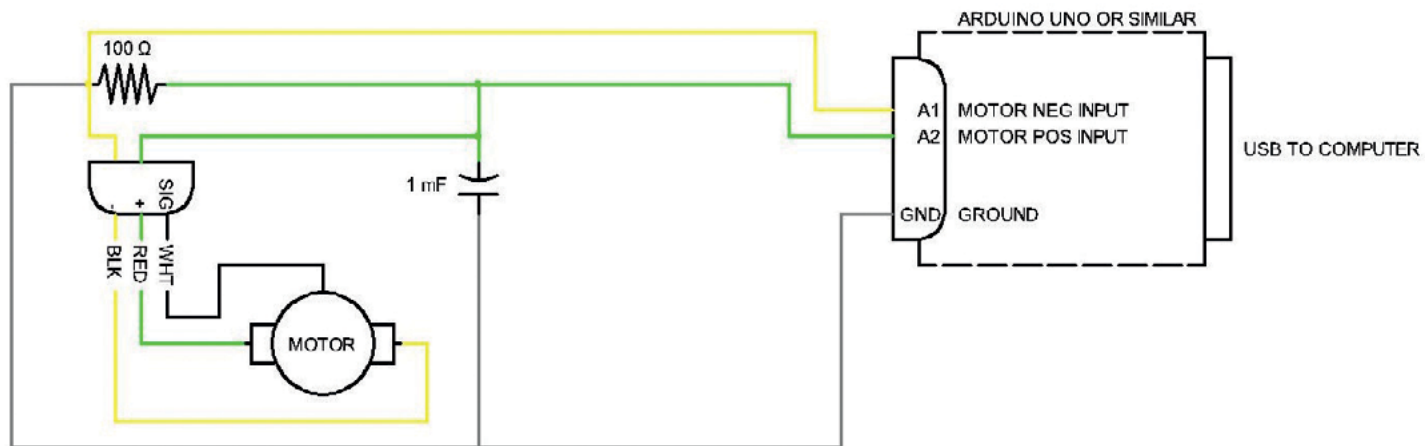 ARDUINO UNO OR SIMILAR
100 Ω
A1 MOTOR NEG INPUT
A2 MOTOR POS INPUT
USB TO COMPUTER
1 mF
- + SIG
GND GROUND
BLK RED WHT
MOTOR